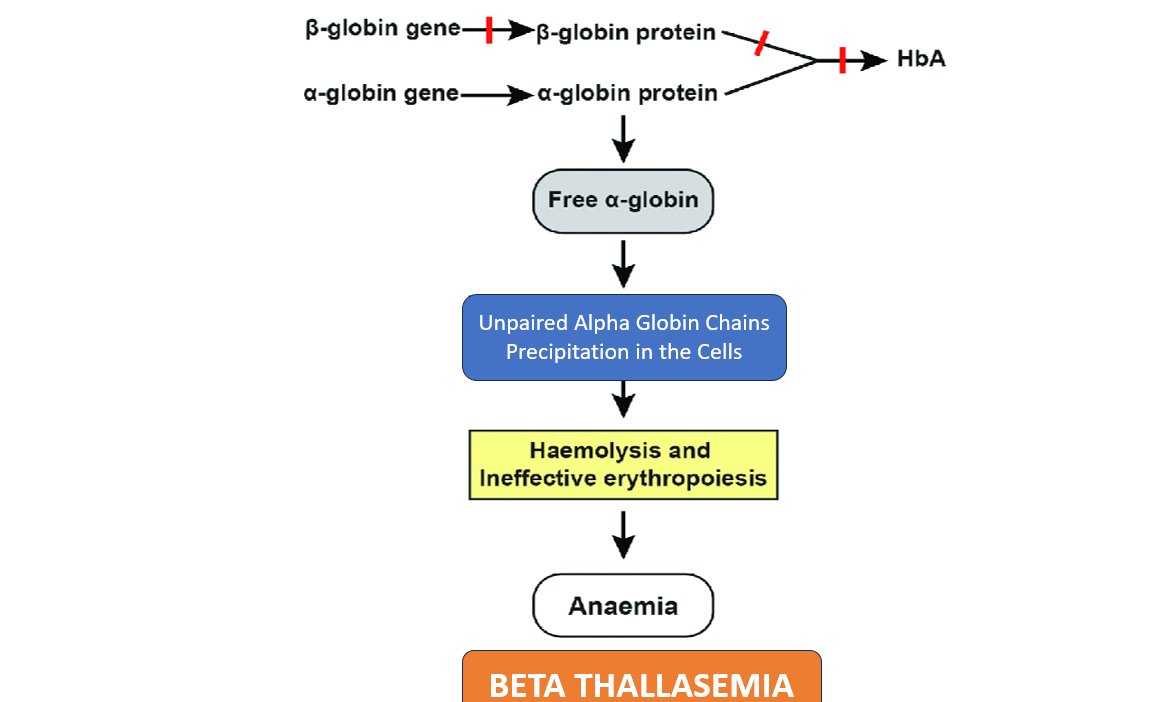 β-globin gene β-globin protein
HbA
α-globin gene α-globin protein
Free α-globin
Unpaired Alpha Globin Chains
Precipitation in the Cells
Haemolysis and
Ineffective erythropoiesis
Anaemia
BETA THALLASEMIA